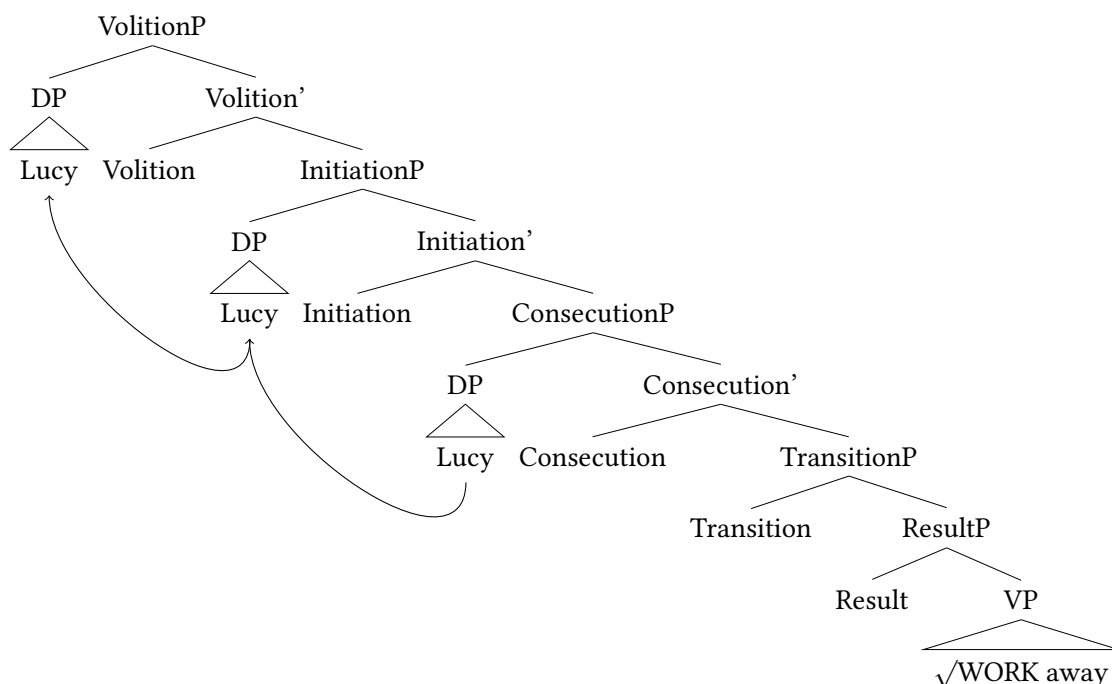 VolitionP
DP Volition’
Lucy Volition InitiationP
DP Initiation’
Lucy Initiation ConsecutionP
DP Consecution’
Lucy Consecution TransitionP
Transition ResultP
Result VP
√WORK away